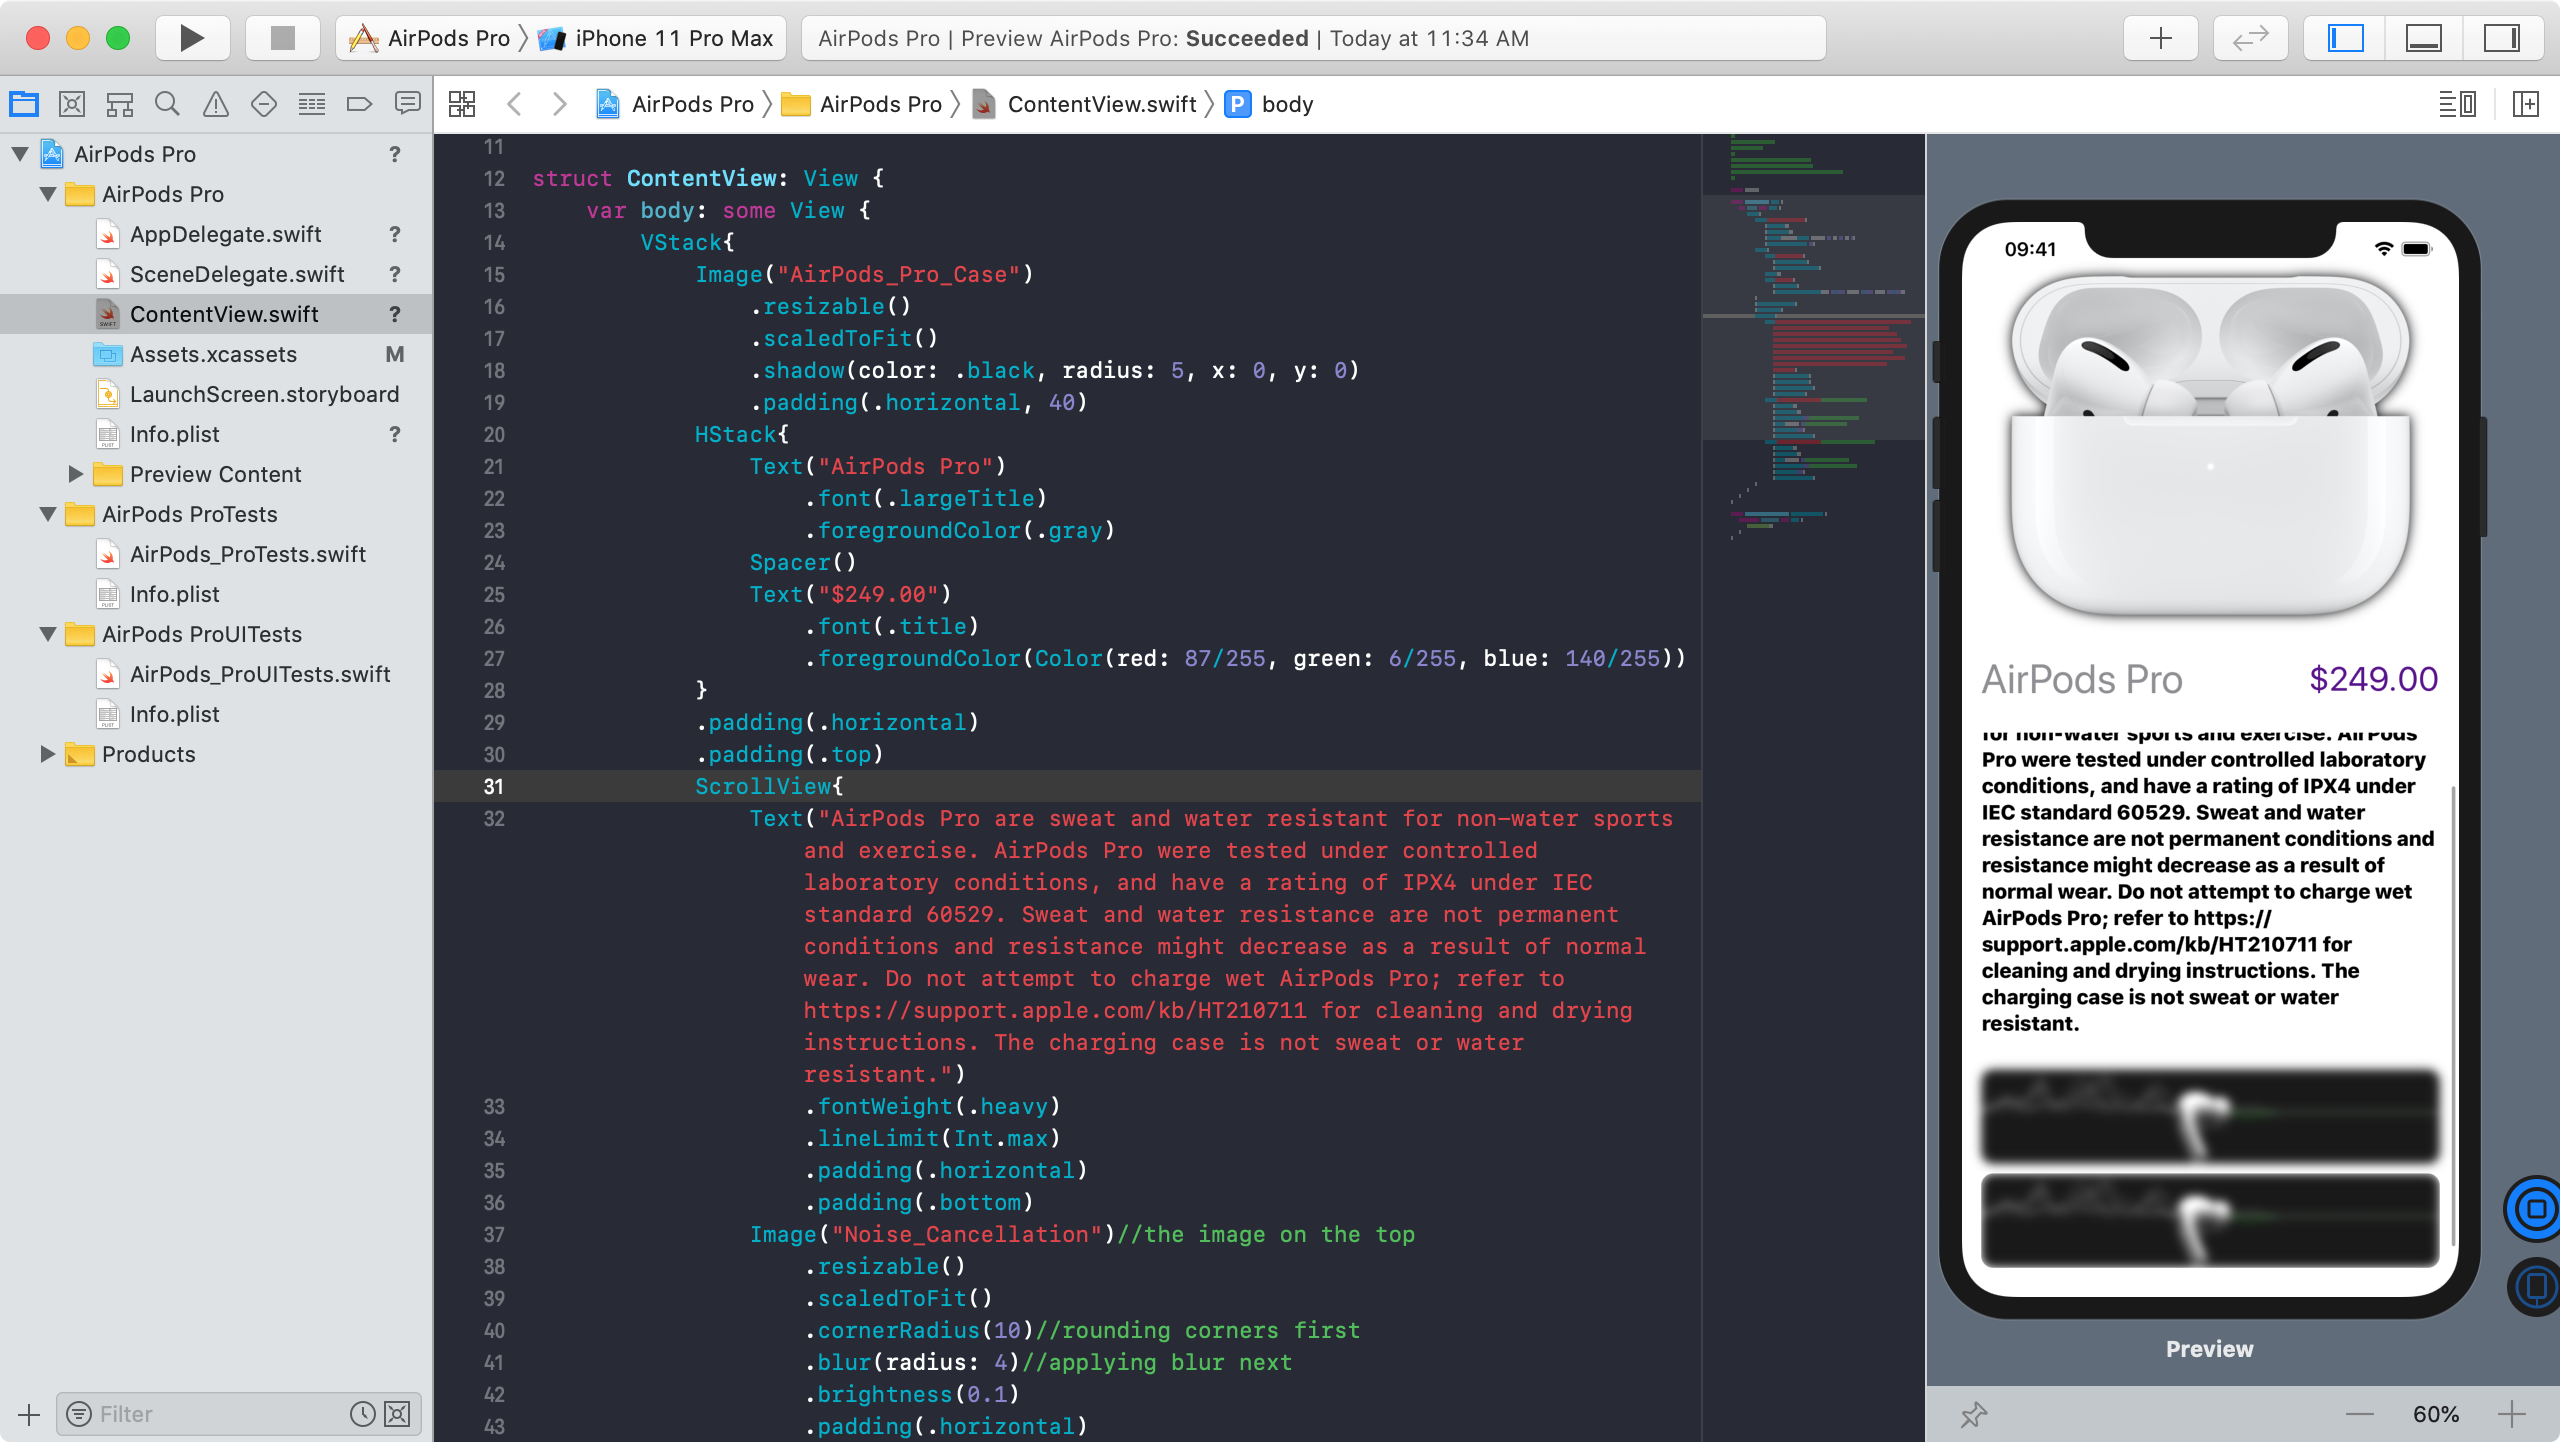 AirPods Pro
iPhone 11 Pro Max
AirPods Pro | Preview AirPods Pro: Succeeded | Today at 11:34 AM
AirPods Pro
AirPods Pro
ContentView.swift
P body
AirPods Pro ?
AirPods Pro
AppDelegate.swift ?
SceneDelegate.swift ?
ContentView.swift ?
Assets.xcassets M
LaunchScreen.storyboard
Info.plist ?
Preview Content
AirPods ProTests
AirPods_ProTests.swift
Info.plist
AirPods ProUITests
AirPods_ProUITests.swift
Info.plist
Products
Filter
11
12 struct ContentView: View {
13 var body: some View {
14 VStack{
15 Image("AirPods_Pro_Case")
16 .resizable()
17 .scaledToFit()
18 .shadow(color: .black, radius: 5, x: 0, y: 0)
19 .padding(.horizontal, 40)
20 HStack{
21 Text("AirPods Pro")
22 .font(.largeTitle)
23 .foregroundColor(.gray)
24 Spacer()
25 Text("$249.00")
26 .font(.title)
27 .foregroundColor(Color(red: 87/255, green: 6/255, blue: 140/255))
28 }
29 .padding(.horizontal)
30 .padding(.top)
31 ScrollView{
32 Text("AirPods Pro are sweat and water resistant for non-water sports
and exercise. AirPods Pro were tested under controlled
laboratory conditions, and have a rating of IPX4 under IEC
standard 60529. Sweat and water resistance are not permanent
conditions and resistance might decrease as a result of normal
wear. Do not attempt to charge wet AirPods Pro; refer to
https://support.apple.com/kb/HT210711 for cleaning and drying
instructions. The charging case is not sweat or water
resistant.")
33 .fontWeight(.heavy)
34 .lineLimit(Int.max)
35 .padding(.horizontal)
36 .padding(.bottom)
37 Image("Noise_Cancellation")//the image on the top
38 .resizable()
39 .scaledToFit()
40 .cornerRadius(10)//rounding corners first
41 .blur(radius: 4)//applying blur next
42 .brightness(0.1)
43 .padding(.horizontal)
09:41
AirPods Pro $249.00
for non-water sports and exercise. AirPods
Pro were tested under controlled laboratory
conditions, and have a rating of IPX4 under
IEC standard 60529. Sweat and water
resistance are not permanent conditions and
resistance might decrease as a result of
normal wear. Do not attempt to charge wet
AirPods Pro; refer to https://
support.apple.com/kb/HT210711 for
cleaning and drying instructions. The
charging case is not sweat or water
resistant.
Preview
60%